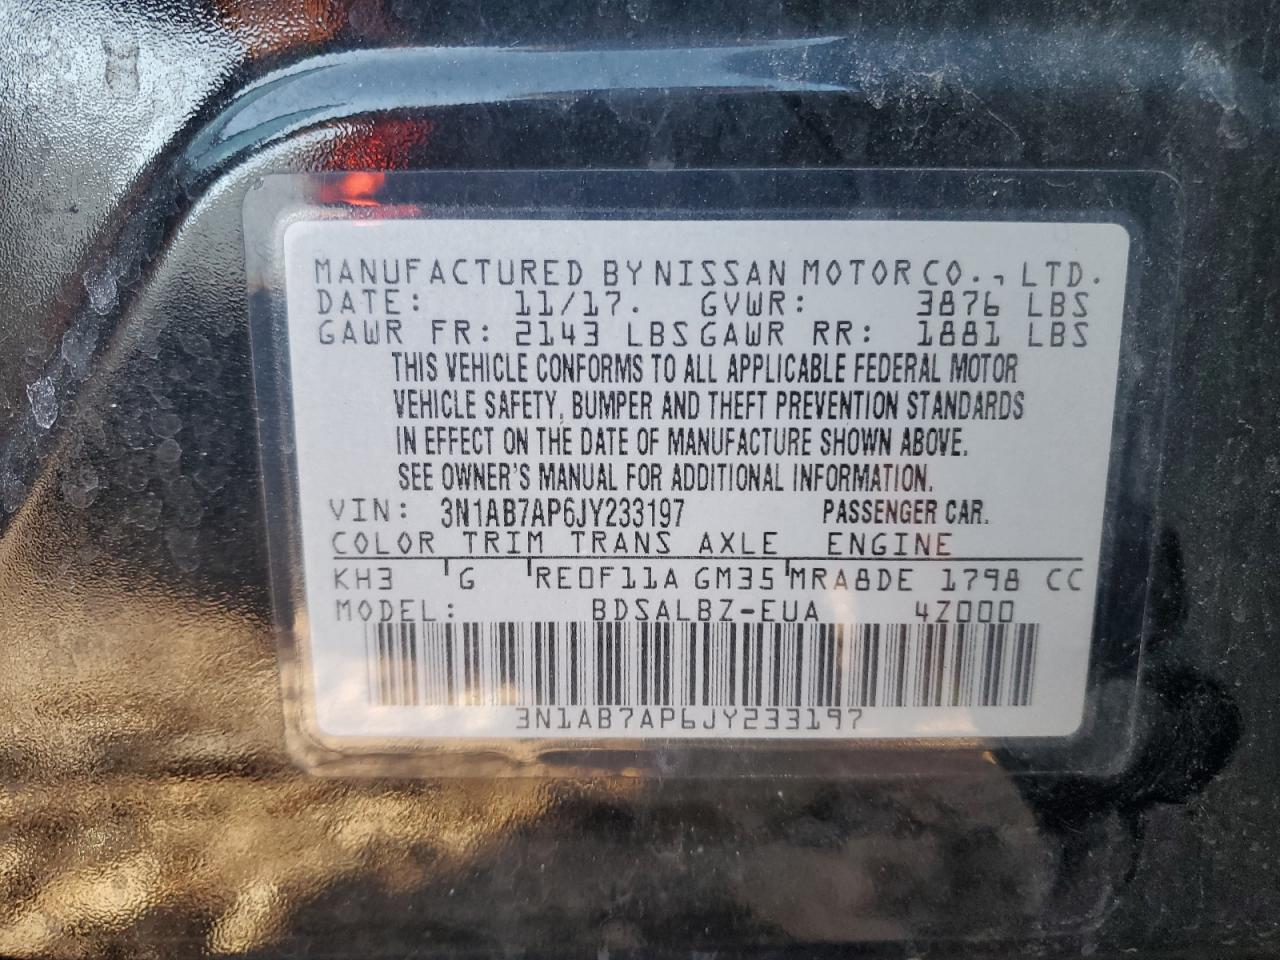 MANUFACTURED BY NISSAN MOTOR CO., LTD.
DATE: 11/17. GVWR: 3876 LBS
GAWR FR: 2143 LBS GAWR RR: 1881 LBS
THIS VEHICLE CONFORMS TO ALL APPLICABLE FEDERAL MOTOR
VEHICLE SAFETY, BUMPER AND THEFT PREVENTION STANDARDS
IN EFFECT ON THE DATE OF MANUFACTURE SHOWN ABOVE.
SEE OWNER'S MANUAL FOR ADDITIONAL INFORMATION.
VIN: 3N1AB7AP6JY233197 PASSENGER CAR.
COLOR TRIM TRANS AXLE ENGINE
KH3 G RE0F11A GM35 MRA8DE 1798 CC
MODEL: BDSALBZ-EUA 4Z000
3N1AB7AP6JY233197